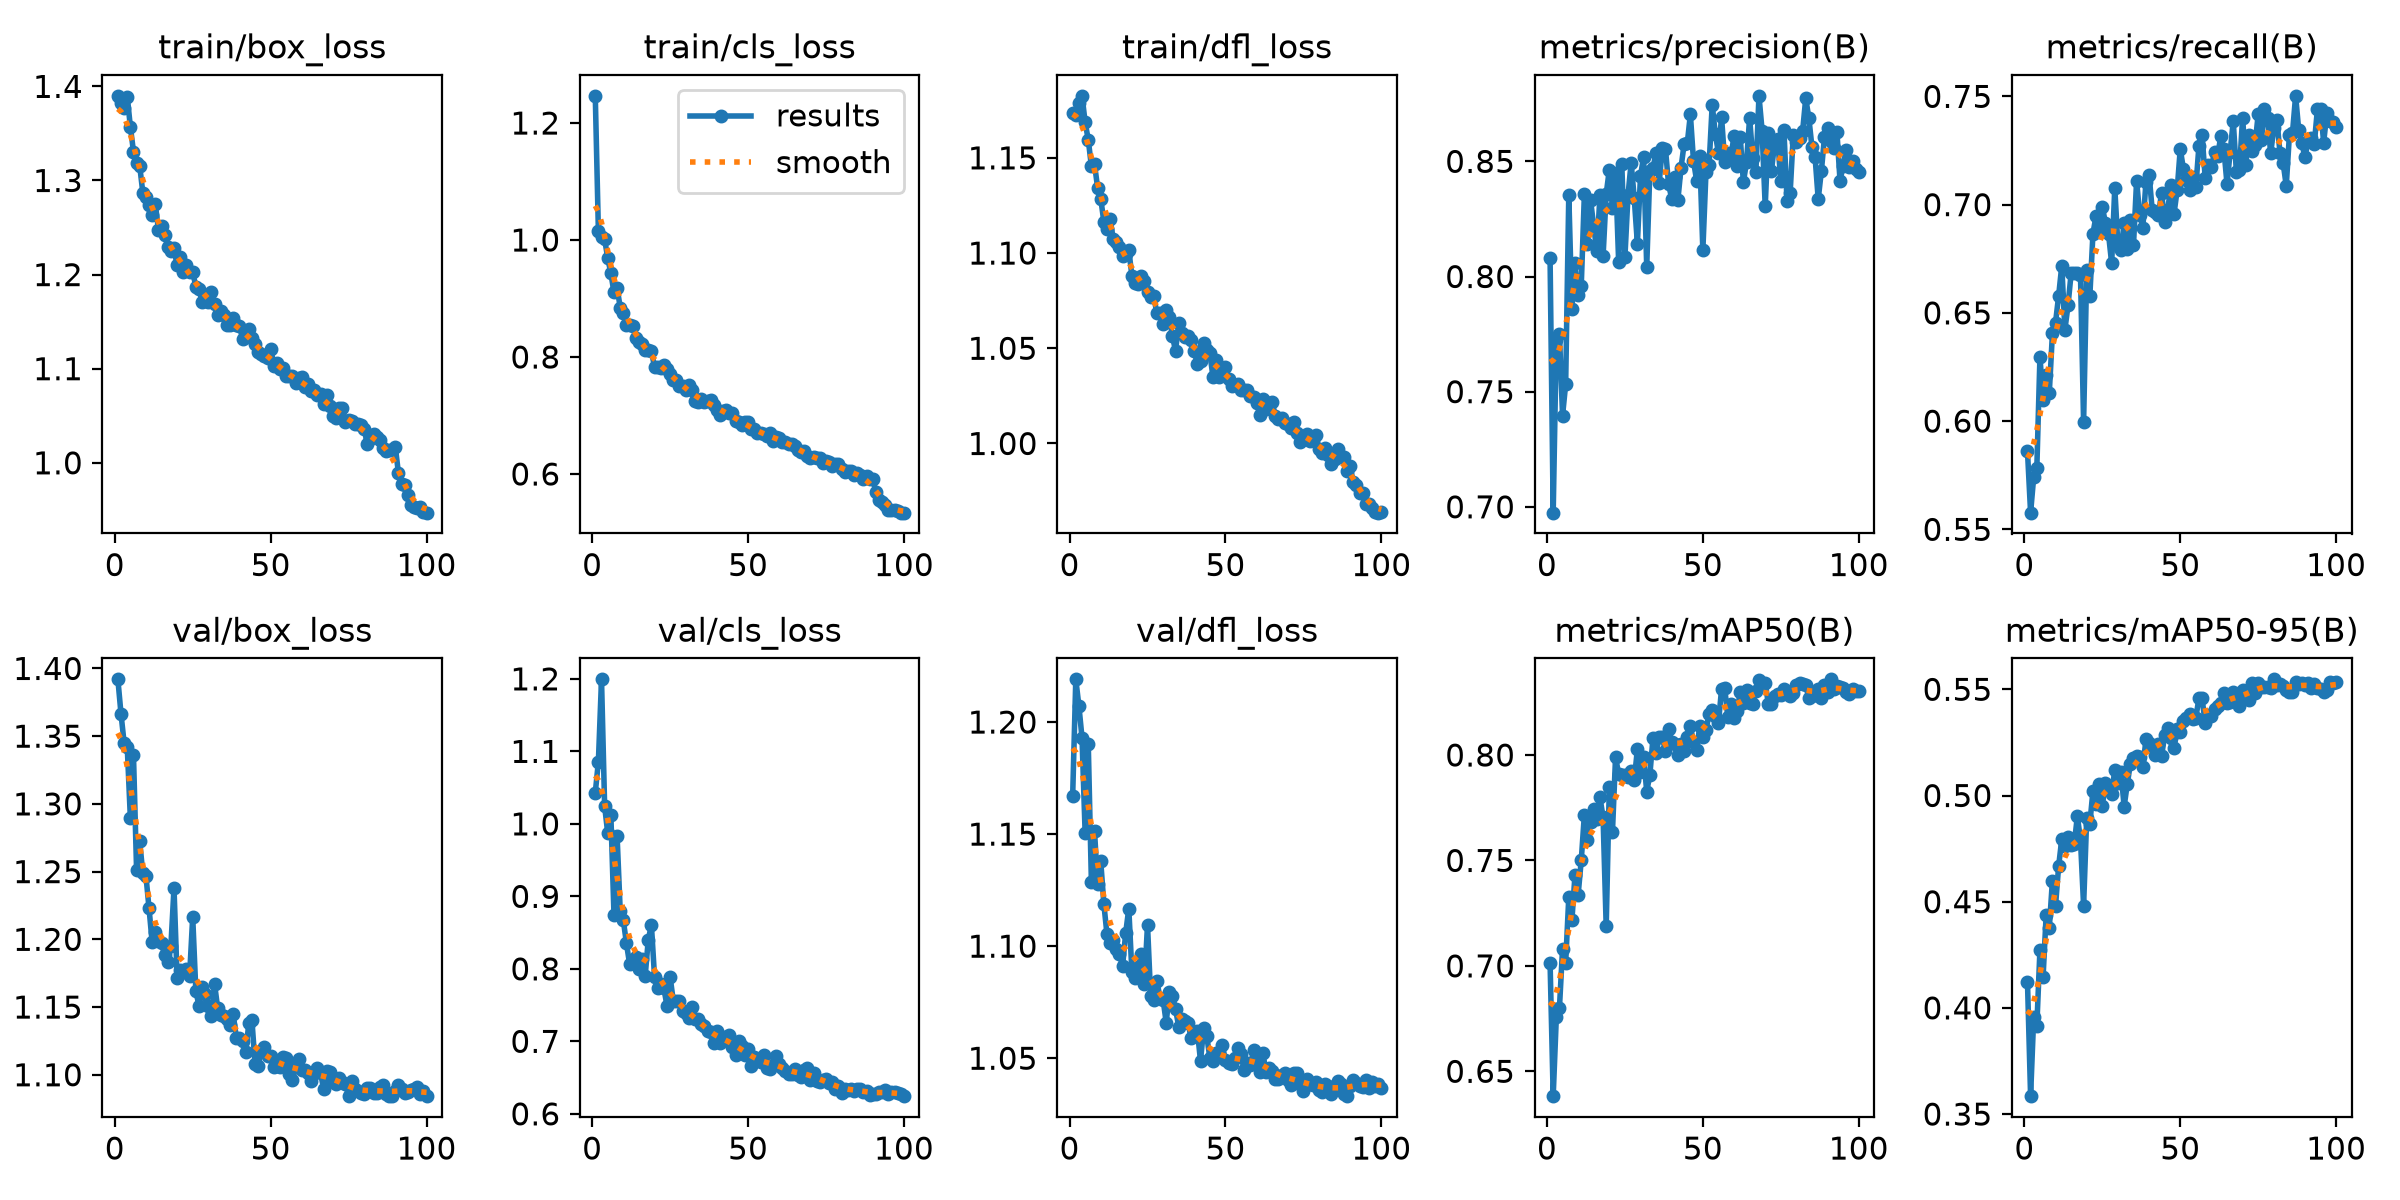 train/box_loss
1.4
1.3
1.2
1.1
1.0
0 50 100
train/cls_loss
results
smooth
1.2
1.0
0.8
0.6
0 50 100
train/dfl_loss
1.15
1.10
1.05
1.00
0 50 100
metrics/precision(B)
0.85
0.80
0.75
0.70
0 50 100
metrics/recall(B)
0.75
0.70
0.65
0.60
0.55
0 50 100
val/box_loss
1.40
1.35
1.30
1.25
1.20
1.15
1.10
0 50 100
val/cls_loss
1.2
1.1
1.0
0.9
0.8
0.7
0.6
0 50 100
val/dfl_loss
1.20
1.15
1.10
1.05
0 50 100
metrics/mAP50(B)
0.80
0.75
0.70
0.65
0 50 100
metrics/mAP50-95(B)
0.55
0.50
0.45
0.40
0.35
0 50 100